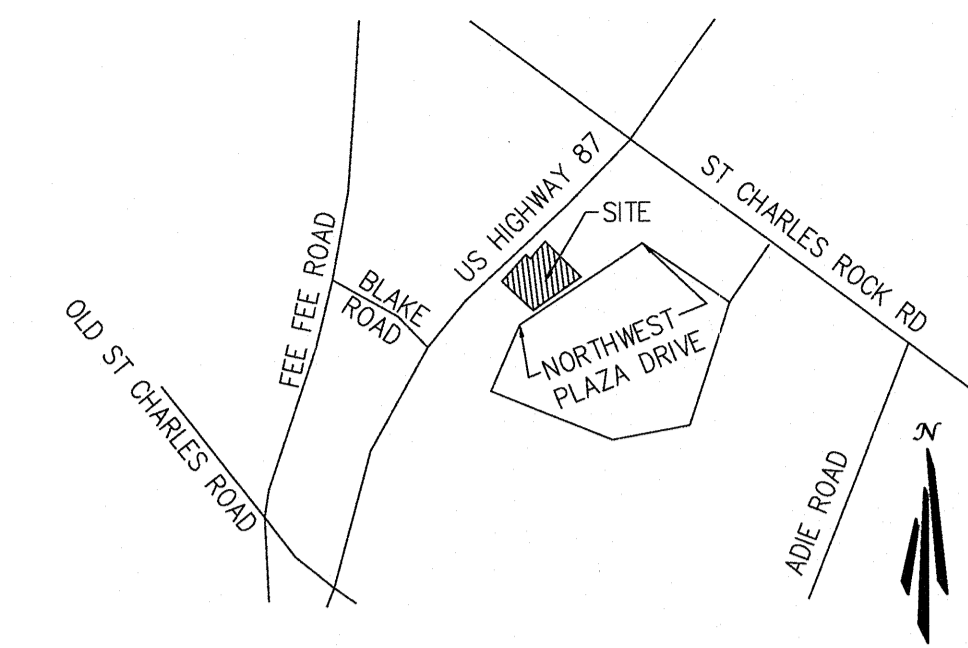 ST CHARLES ROCK RD
US HIGHWAY 87
SITE
FEE FEE ROAD
BLAKE
ROAD
OLD ST CHARLES ROAD
NORTHWEST
PLAZA DRIVE
N
ADIE ROAD